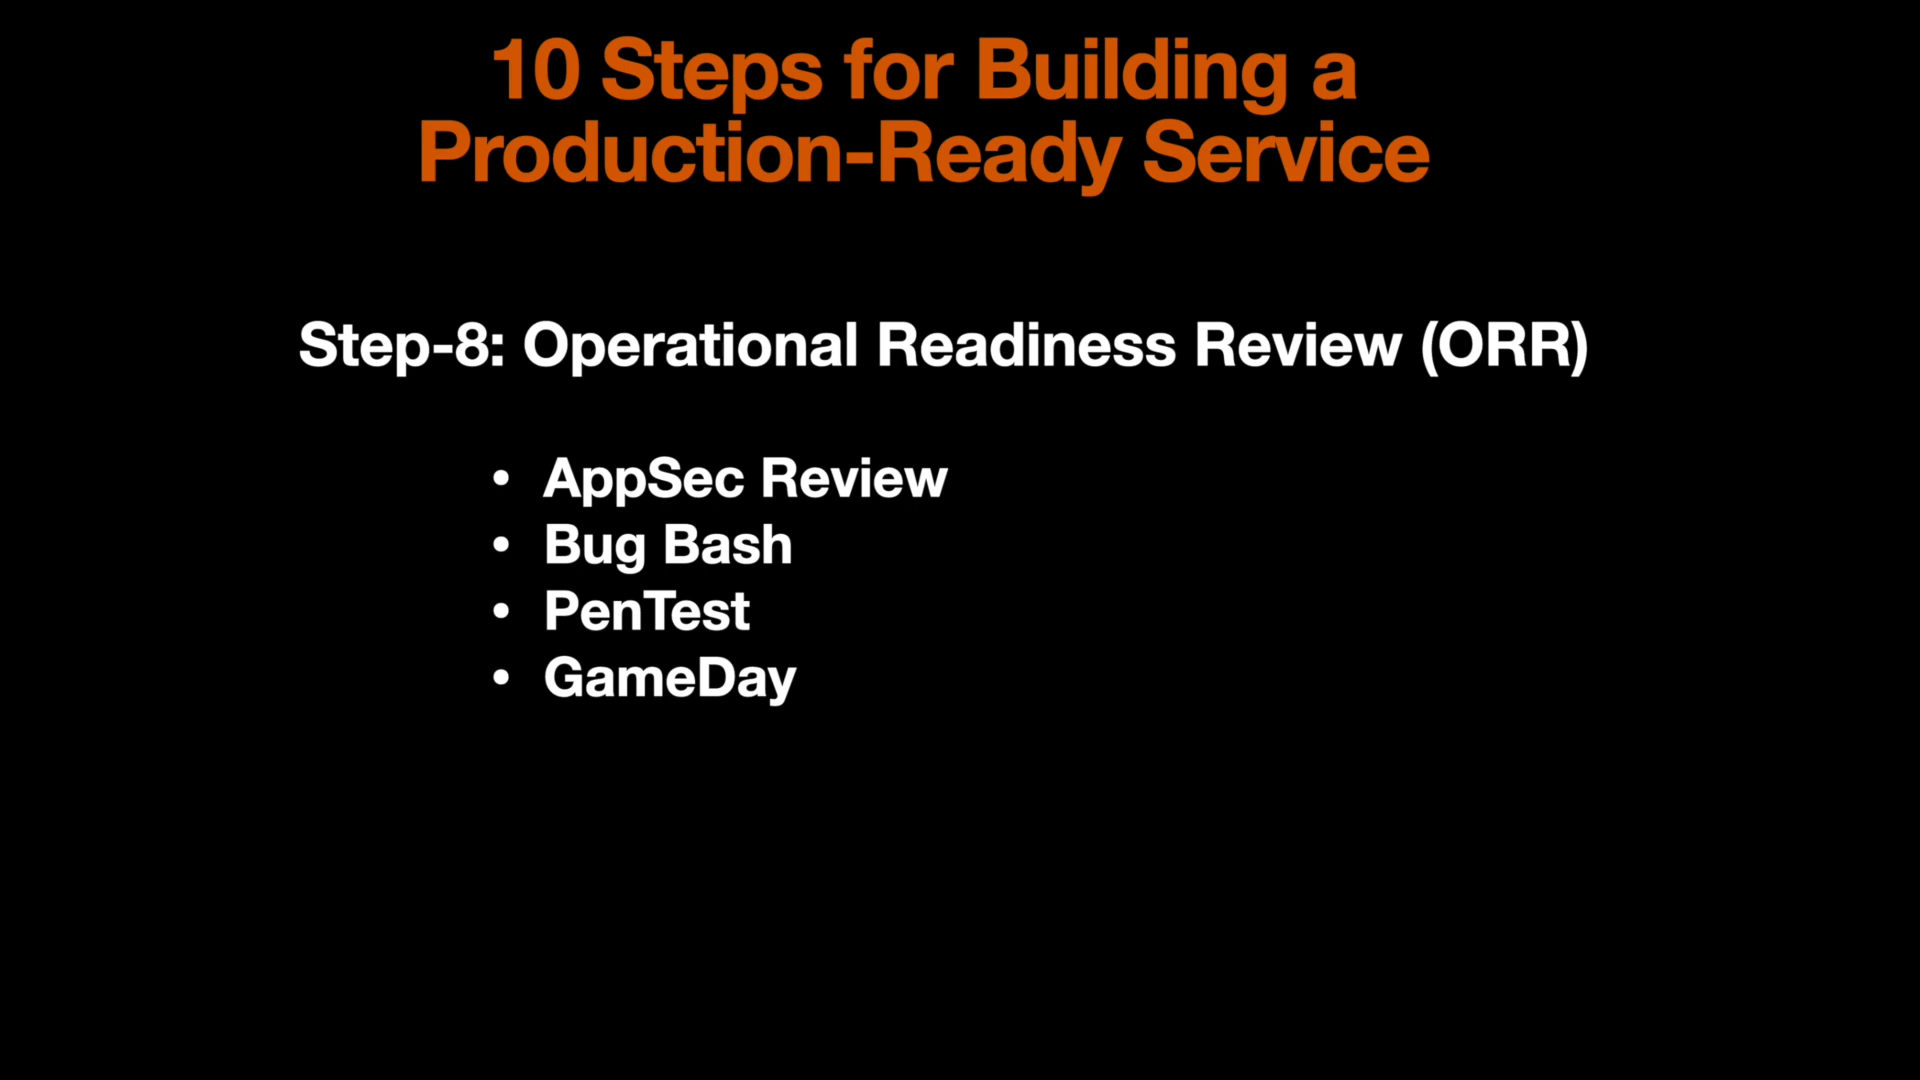 10 Steps for Building a
Production-Ready Service
Step-8: Operational Readiness Review (ORR)
• AppSec Review
• Bug Bash
• PenTest
• GameDay